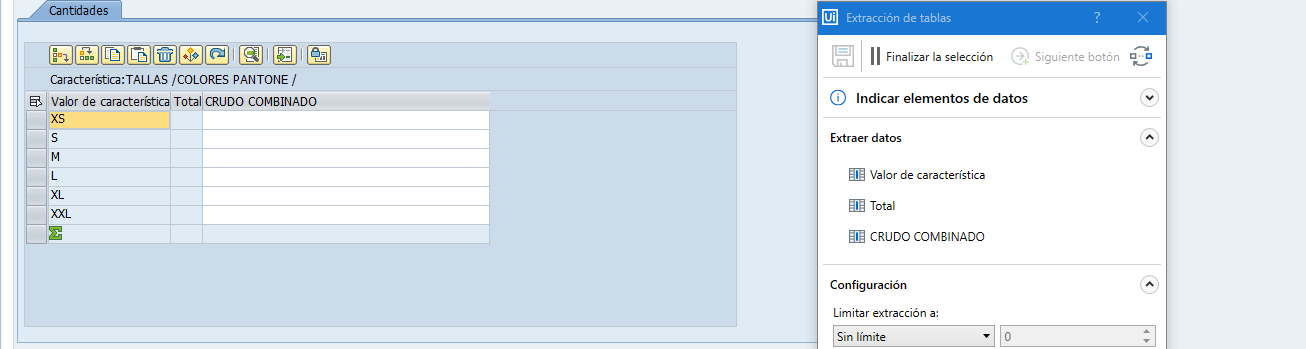 Cantidades
Característica:TALLAS /COLORES PANTONE /
Valor de característica Total CRUDO COMBINADO
XS
S
M
L
XL
XXL
Σ
Ui Extracción de tablas ? ×
Finalizar la selección Siguiente botón
Indicar elementos de datos
Extraer datos
Valor de característica
Total
CRUDO COMBINADO
Configuración
Limitar extracción a:
Sin límite 0